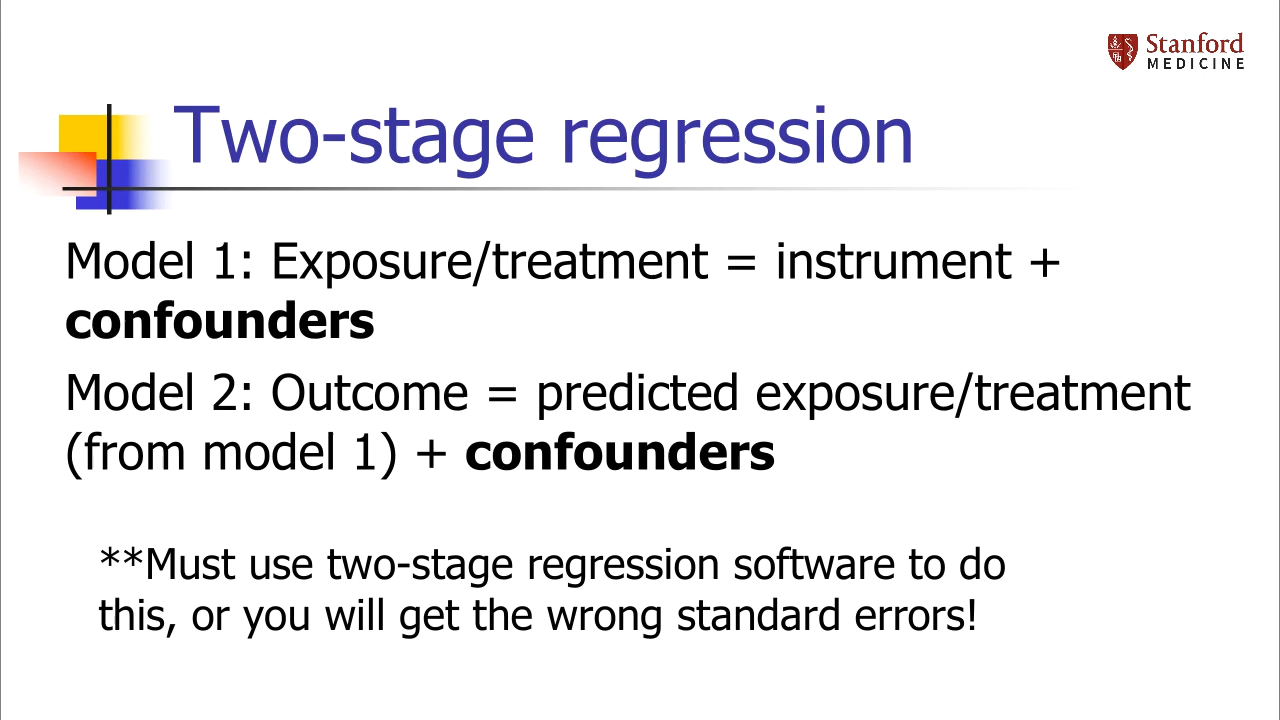 Stanford
MEDICINE
Two-stage regression
Model 1: Exposure/treatment = instrument +
confounders
Model 2: Outcome = predicted exposure/treatment
(from model 1) + confounders
**Must use two-stage regression software to do
this, or you will get the wrong standard errors!